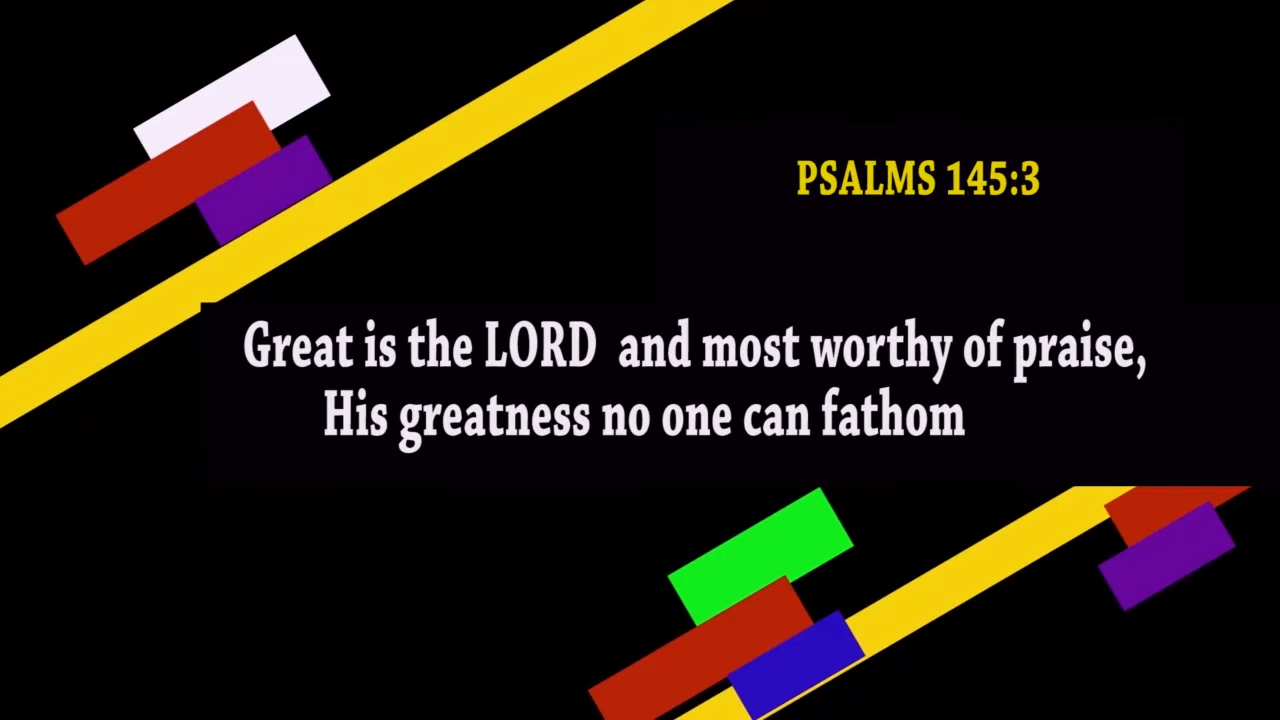 PSALMS 145:3
Great is the LORD and most worthy of praise,
His greatness no one can fathom